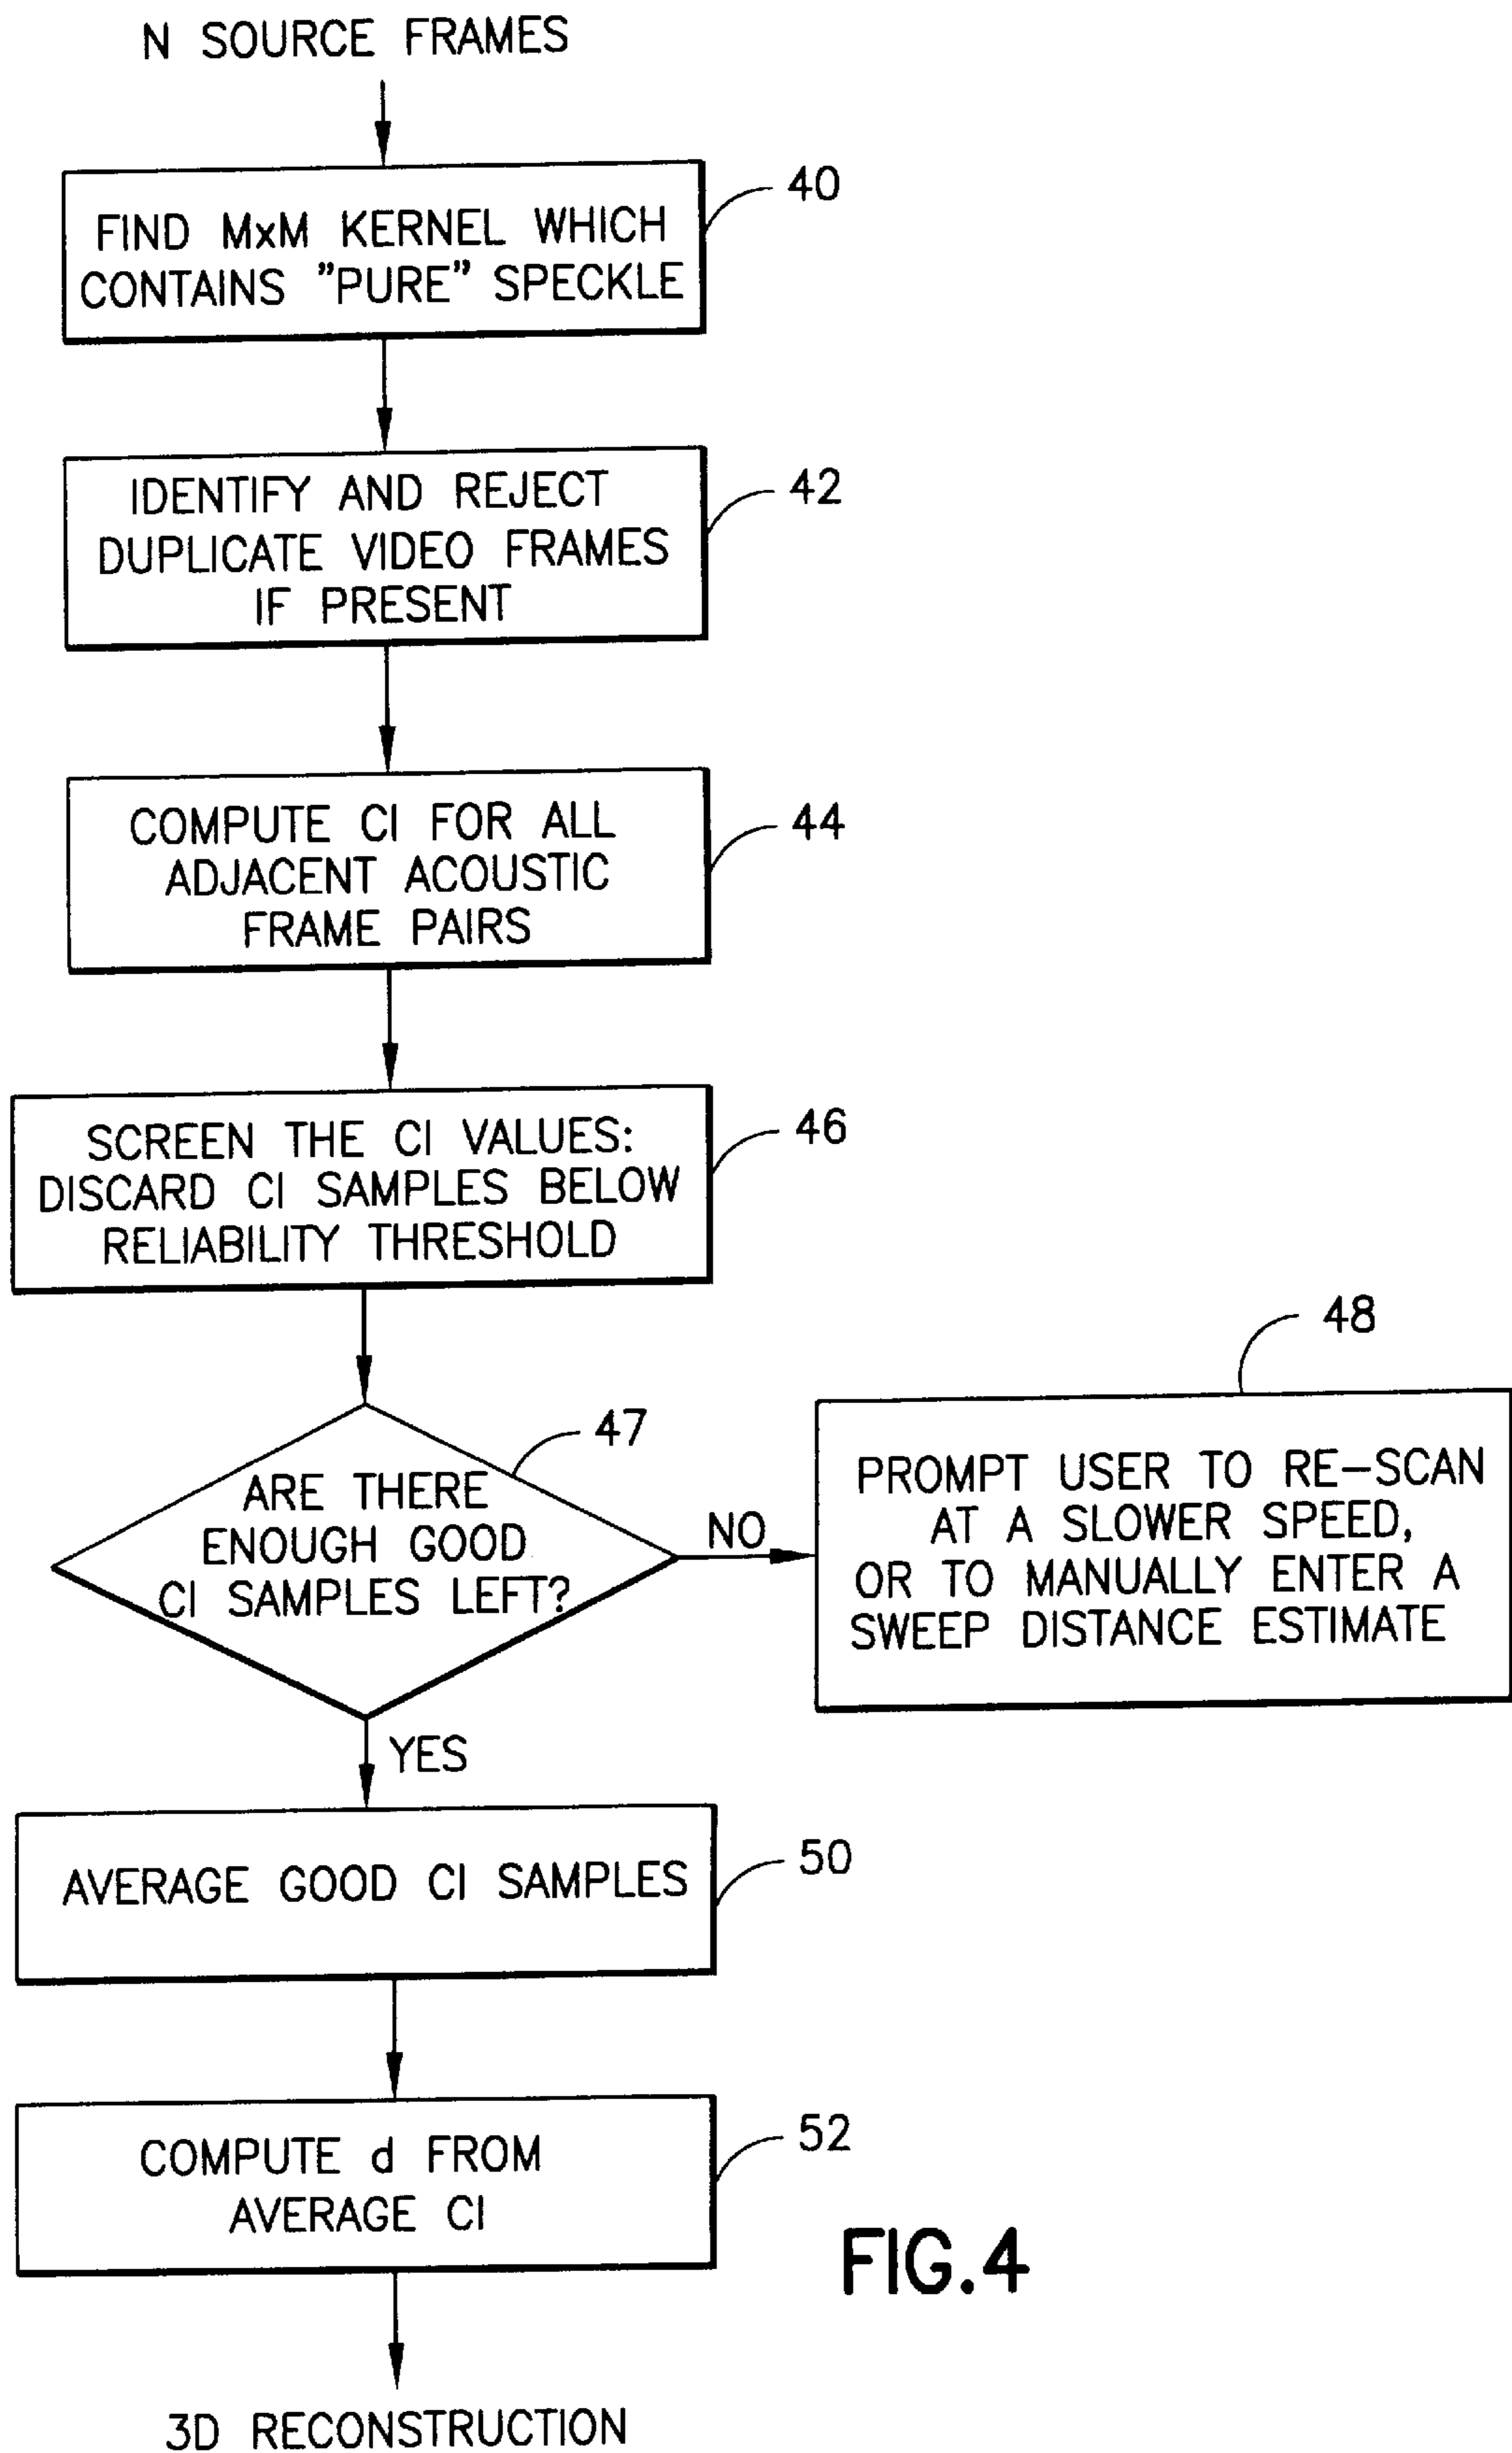 N SOURCE FRAMES
40
FIND MxM KERNEL WHICH
CONTAINS "PURE" SPECKLE
42
IDENTIFY AND REJECT
DUPLICATE VIDEO FRAMES
IF PRESENT
44
COMPUTE CI FOR ALL
ADJACENT ACOUSTIC
FRAME PAIRS
46
SCREEN THE CI VALUES:
DISCARD CI SAMPLES BELOW
RELIABILITY THRESHOLD
47
ARE THERE
ENOUGH GOOD
CI SAMPLES LEFT?
NO
48
PROMPT USER TO RE-SCAN
AT A SLOWER SPEED,
OR TO MANUALLY ENTER A
SWEEP DISTANCE ESTIMATE
YES
50
AVERAGE GOOD CI SAMPLES
52
COMPUTE d FROM
AVERAGE CI
3D RECONSTRUCTION
FIG.4